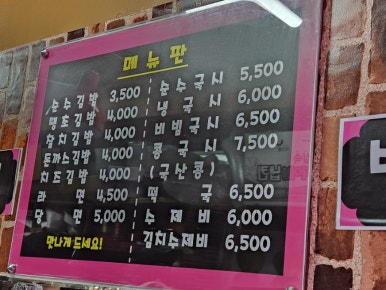 메뉴판
순수김밥 3,500
땡초김밥 4,000
참치김밥 4,000
돈까스김밥 4,000
치즈김밥 4,000
라면 4,500
당면 5,000
맛나게 드세요!
순수국시 5,500
냉국시 6,000
비빔국시 6,500
콩국시 7,500
(국산콩)
떡국 6,500
수제비 6,000
김치수제비 6,500